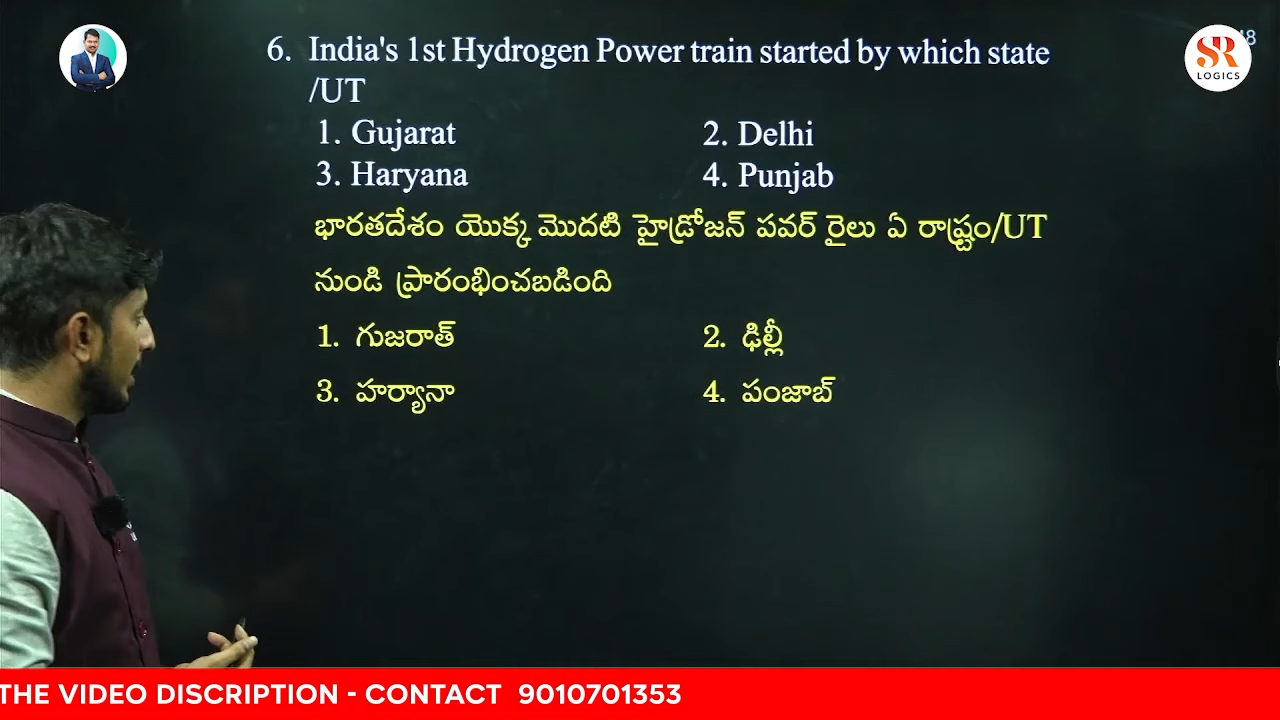 6. India's 1st Hydrogen Power train started by which state
/UT
1. Gujarat 2. Delhi
3. Haryana 4. Punjab
భారతదేశం యొక్క మొదటి హైడ్రోజన్ పవర్ రైలు ఏ రాష్ట్రం/UT
నుండి ప్రారంభించబడింది
1. గుజరాత్ 2. ఢిల్లీ
3. హర్యానా 4. పంజాబ్
SR
LOGICS
THE VIDEO DISCRIPTION - CONTACT 9010701353